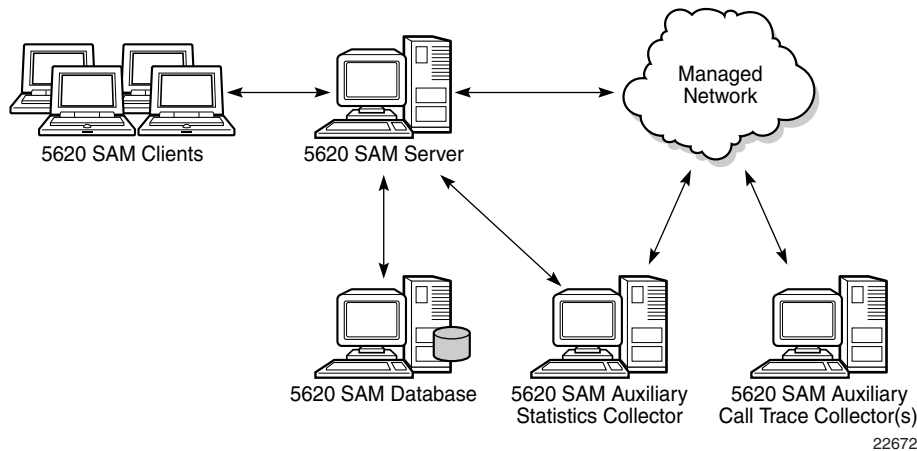 Managed
Network
5620 SAM Clients
5620 SAM Server
5620 SAM Database
5620 SAM Auxiliary
Statistics Collector
5620 SAM Auxiliary
Call Trace Collector(s)
22672